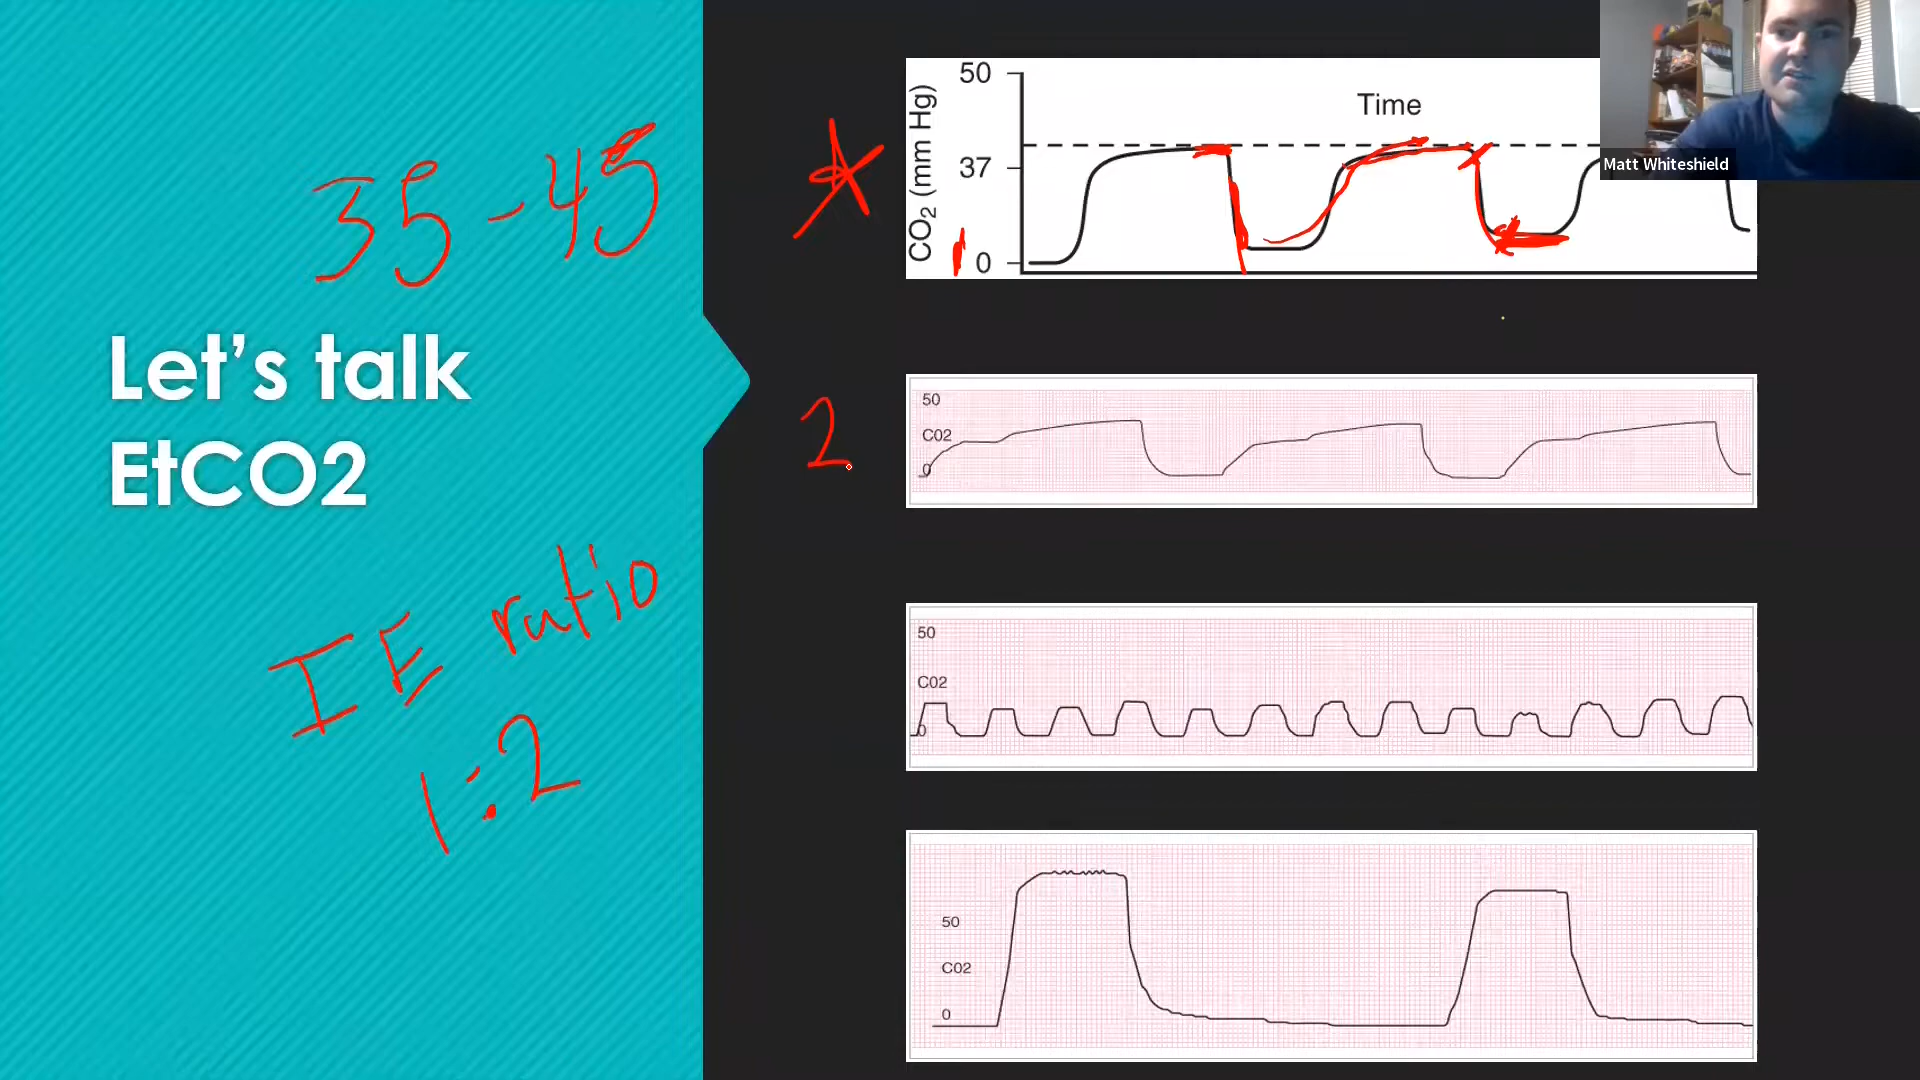 35-45
Let's talk
EtCO2
IE ratio
1:2
50
Time
37
CO₂ (mm Hg)
1
0
Matt Whiteshield
2
50
C02
0
50
C02
0
50
C02
0